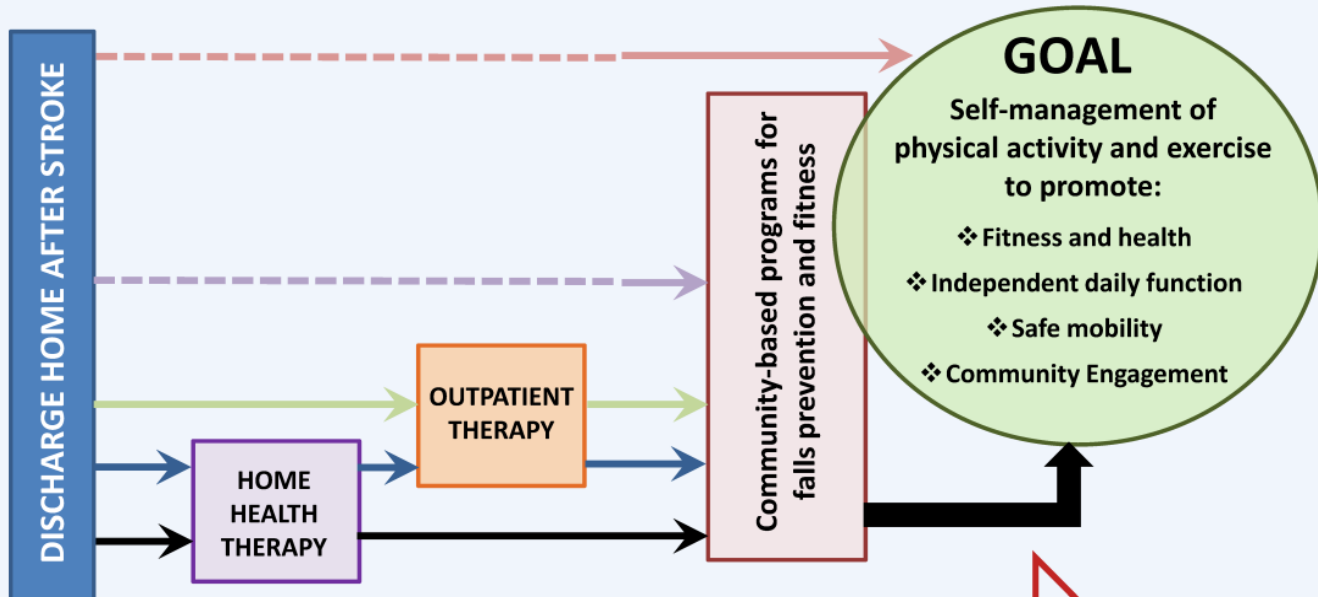 DISCHARGE HOME AFTER STROKE
HOME
HEALTH
THERAPY
OUTPATIENT
THERAPY
Community-based programs for
falls prevention and fitness
GOAL
Self-management of
physical activity and exercise
to promote:
❖ Fitness and health
❖ Independent daily function
❖ Safe mobility
❖ Community Engagement